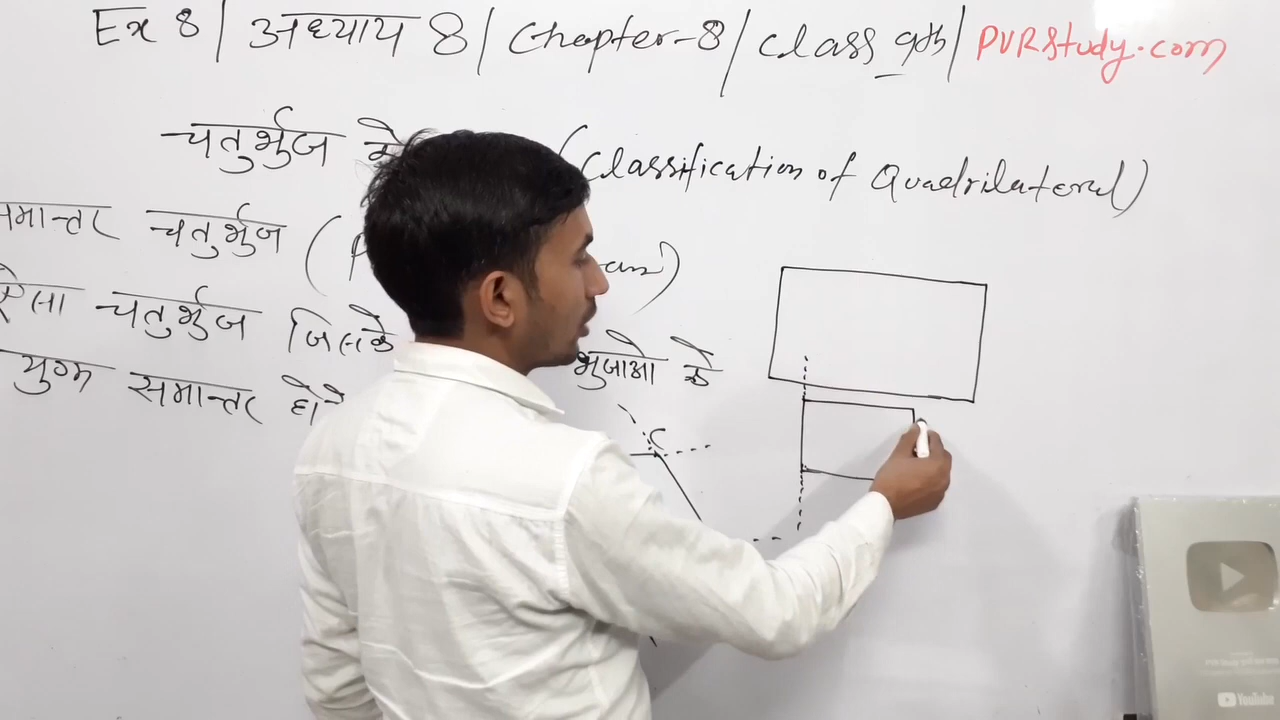 Ex 8 | अध्याय 8 | Chapter-8 | Class 9th | PVRStudy.com
चतुर्भुज के (Classification of Quadrilateral)
समान्तर चतुर्भुज (
ऐसा चतुर्भुज जिसके भुजाओ के
युग्म समान्तर होते
C
YouTube